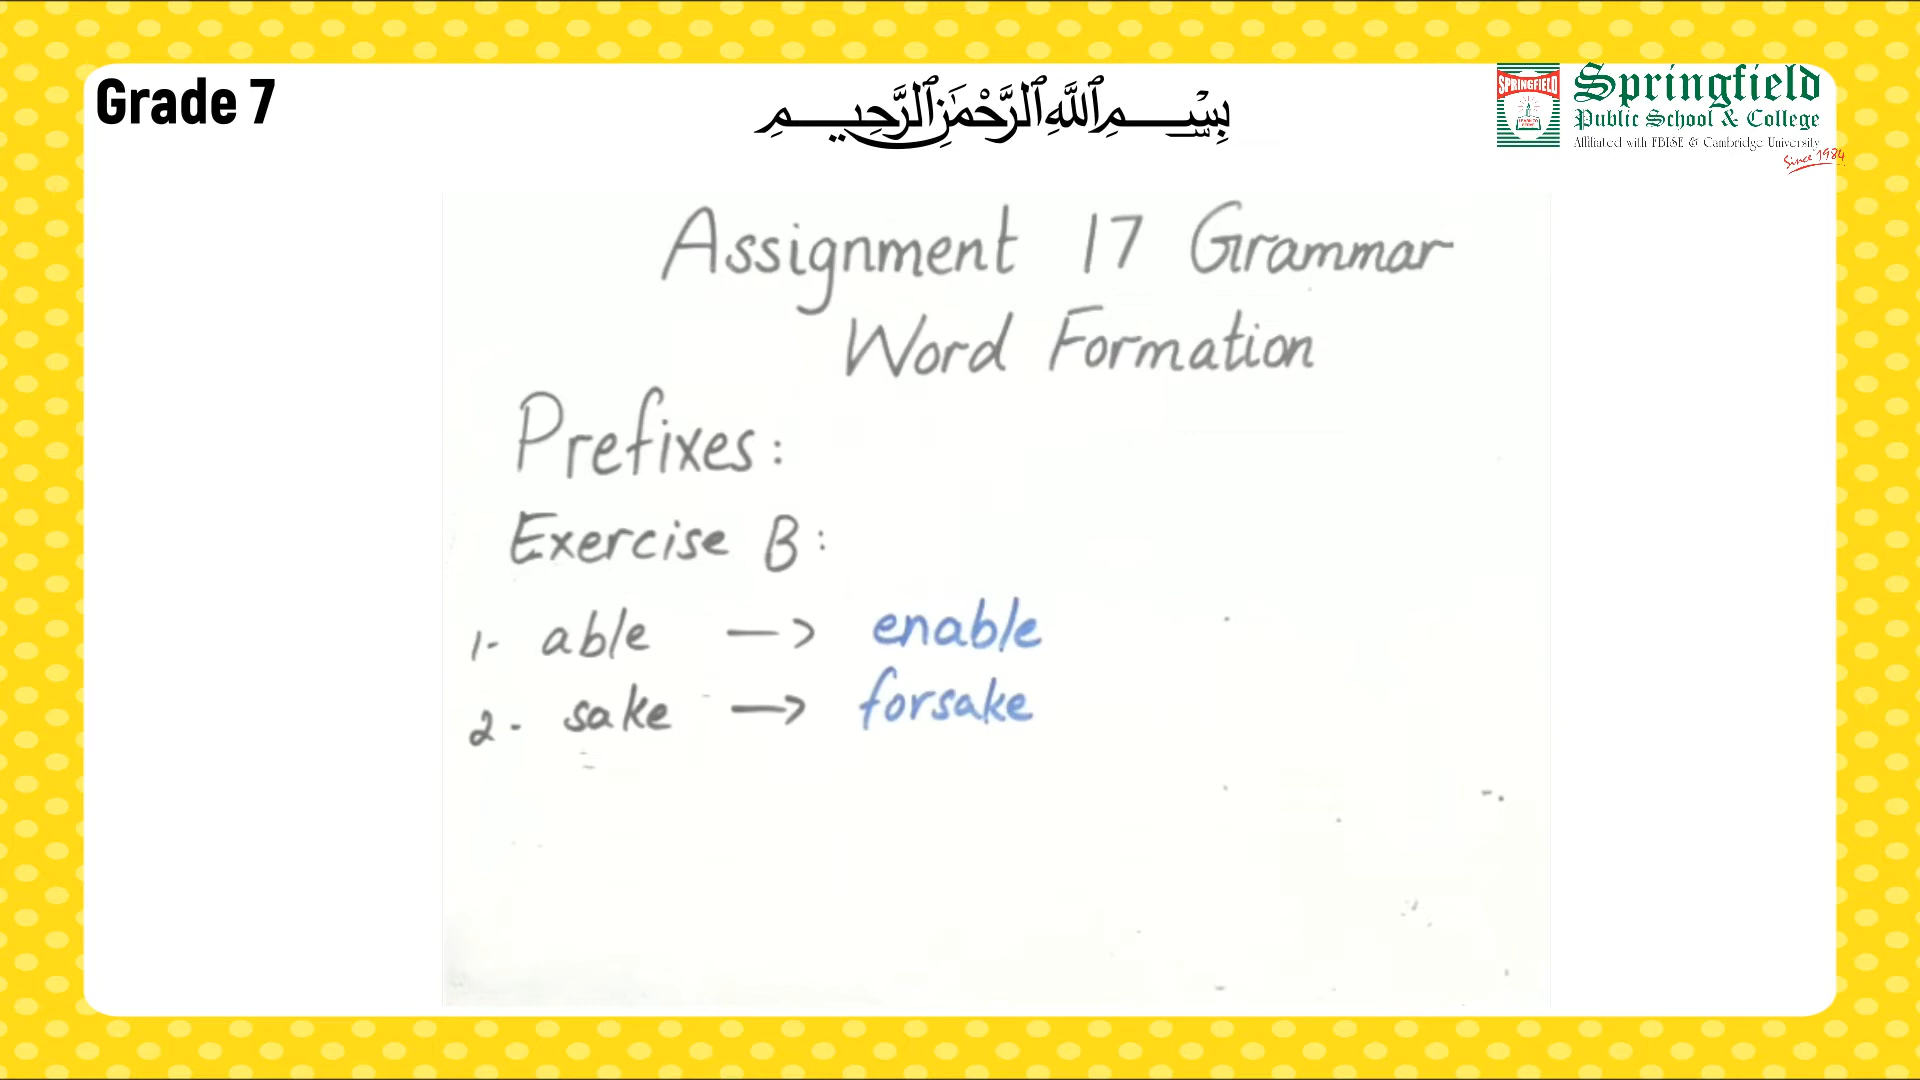 Grade 7
بِسْمِ ٱللَّهِ ٱلرَّحْمَٰنِ ٱلرَّحِيمِ
SPRINGFIELD
Springfield
Public School & College
Affiliated with FBISE & Cambridge University
Since 1984
Assignment 17 Grammar
Word Formation
Prefixes:
Exercise B:
1- able —> enable
2- sake —> forsake